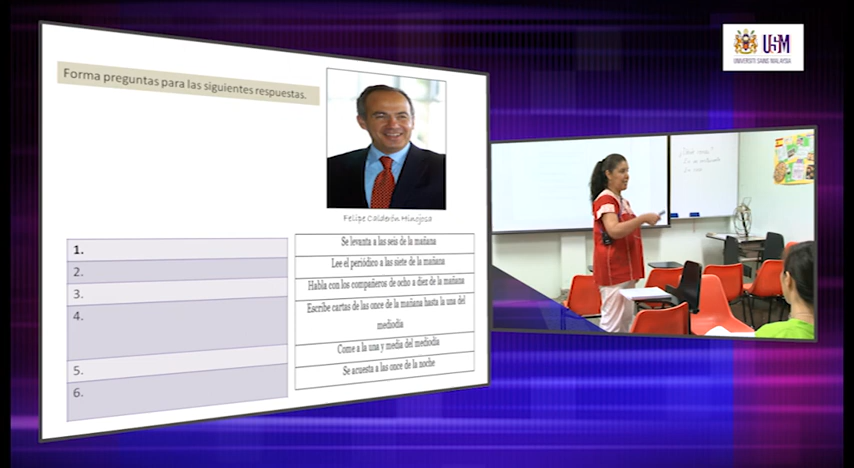 Forma preguntas para las siguientes respuestas.
Felipe Calderón Hinojosa
1.
2.
3.
4.
5.
6.
Se levanta a las seis de la mañana
Lee el periódico a las siete de la mañana
Habla con los compañeros de ocho a diez de la mañana
Escribe cartas de las once de la mañana hasta la una del
mediodía
Come a la una y media del mediodía
Se acuesta a las once de la noche
USM
UNIVERSITI SAINS MALAYSIA